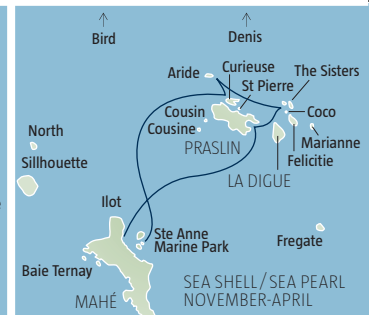 Bird
Denis
Aride
Curieuse
St Pierre
The Sisters
Cousin
Cousine
Coco
Marianne
Felicitie
PRASLIN
LA DIGUE
North
Sillhouette
Ilot
Ste Anne
Marine Park
Fregate
Baie Ternay
MAHÉ
SEA SHELL/SEA PEARL
NOVEMBER-APRIL